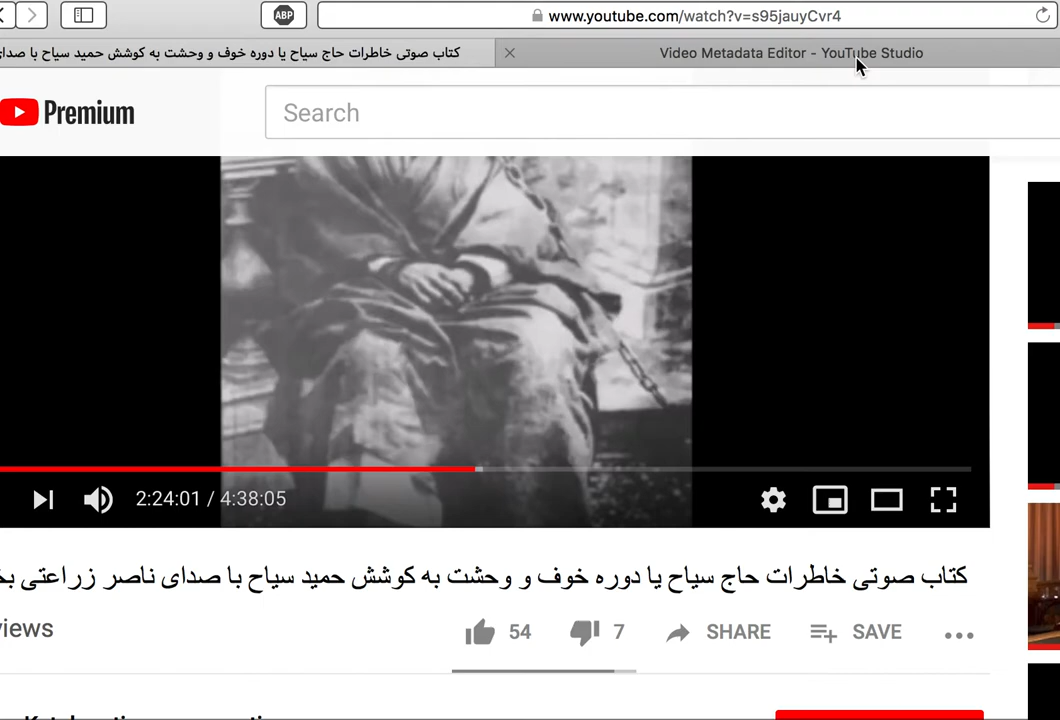 ABP
www.youtube.com/watch?v=s95jauyCvr4
کتاب صوتی خاطرات حاج سیاح یا دوره خوف و وحشت به کوشش حمید سیاح با صدای
Video Metadata Editor - YouTube Studio
Premium
Search
2:24:01 / 4:38:05
کتاب صوتی خاطرات حاج سیاح یا دوره خوف و وحشت به کوشش حمید سیاح با صدای ناصر زراعتی
views
54
7
SHARE
SAVE